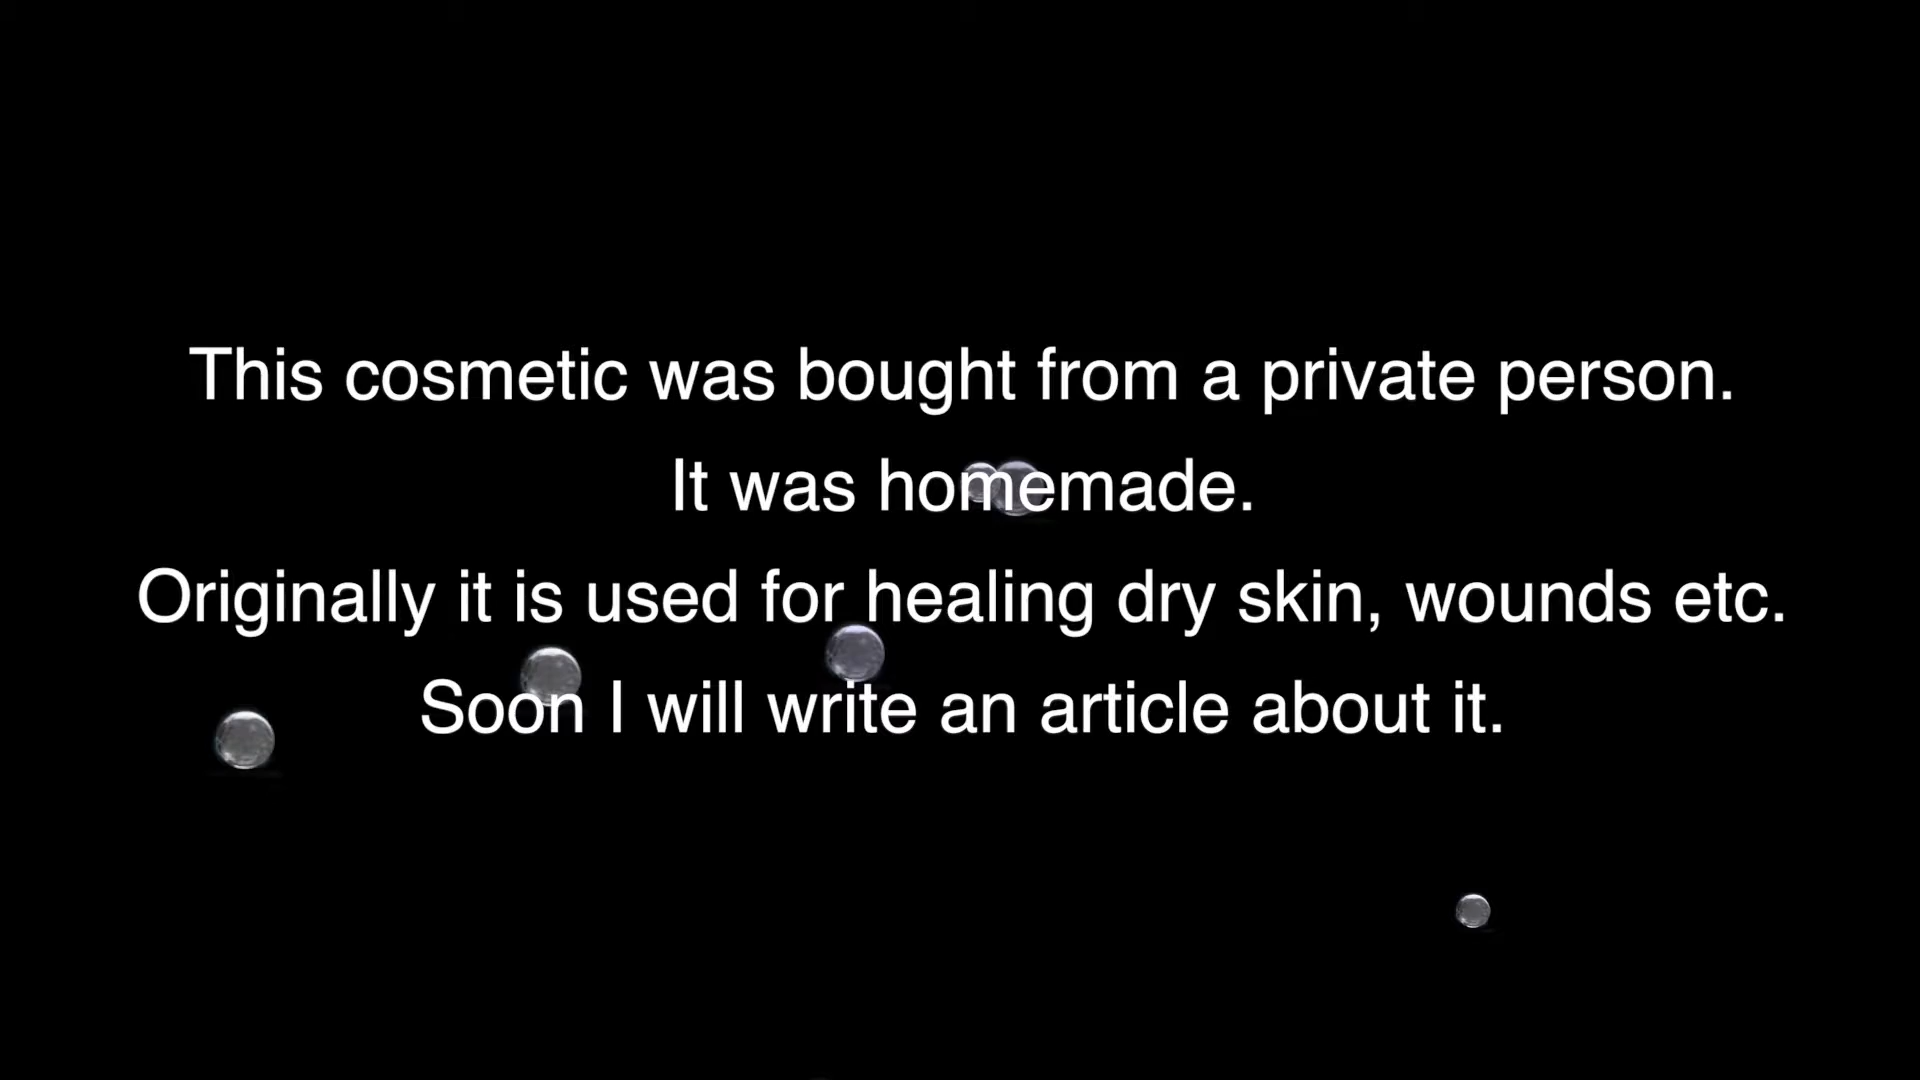 This cosmetic was bought from a private person.
It was homemade.
Originally it is used for healing dry skin, wounds etc.
Soon I will write an article about it.